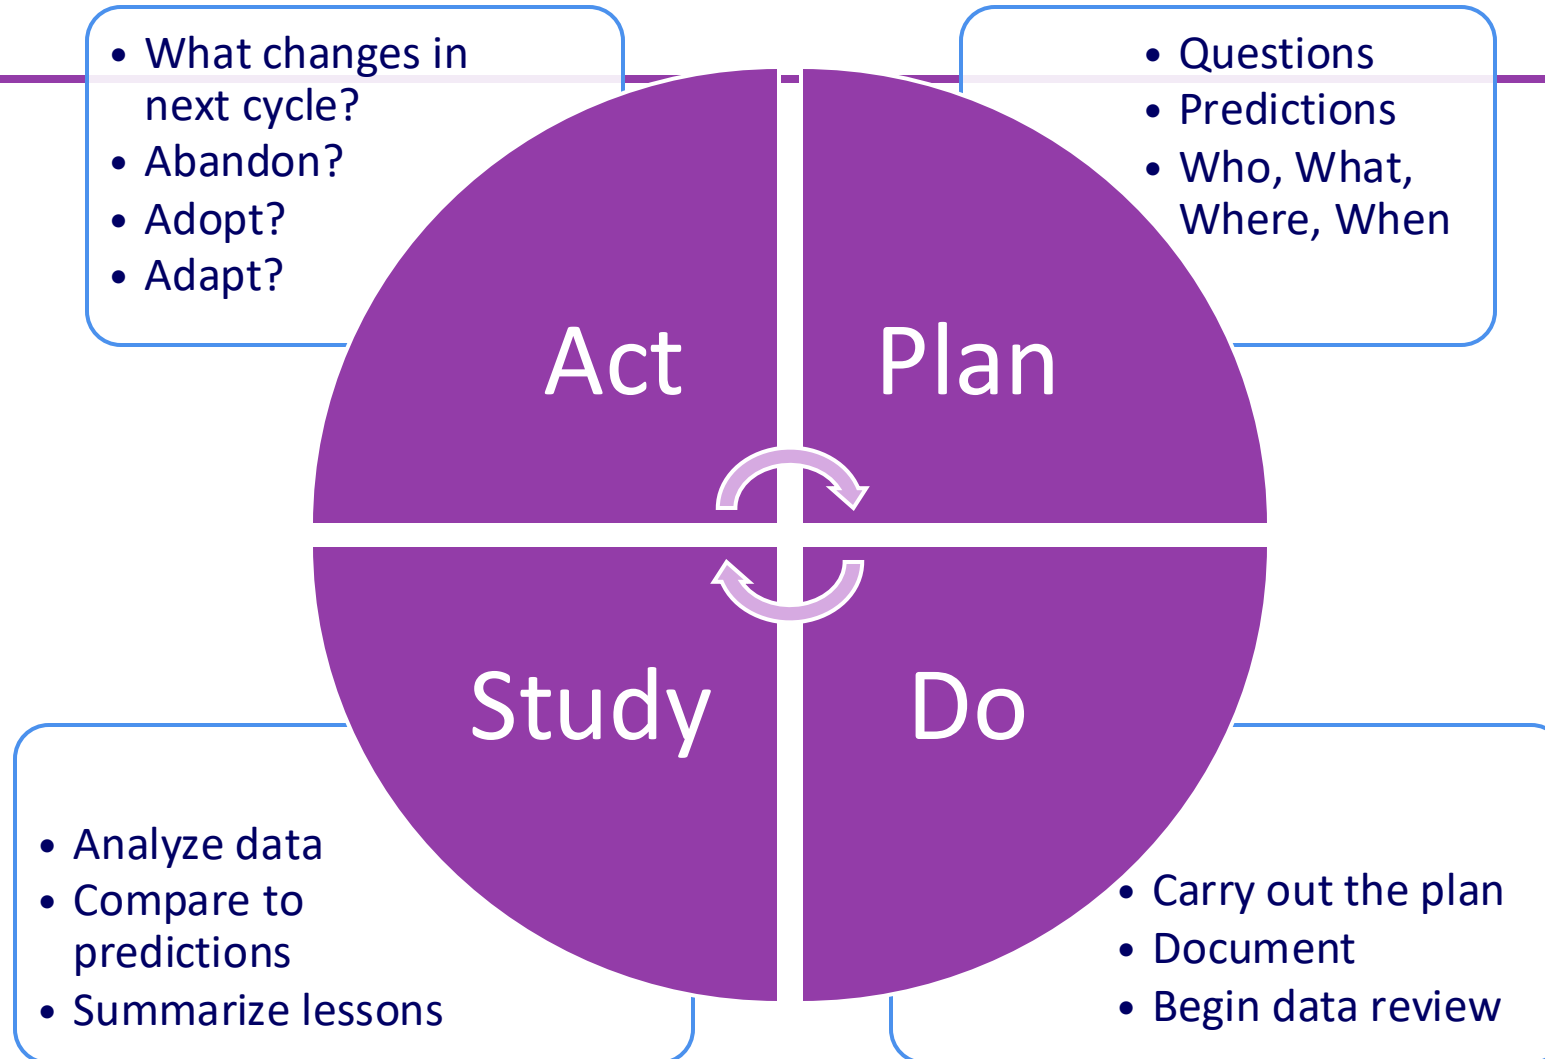 • What changes in
next cycle?
• Abandon?
• Adopt?
• Adapt?
• Questions
• Predictions
• Who, What,
Where, When
Act
Plan
Study
Do
• Analyze data
• Compare to
predictions
• Summarize lessons
• Carry out the plan
• Document
• Begin data review